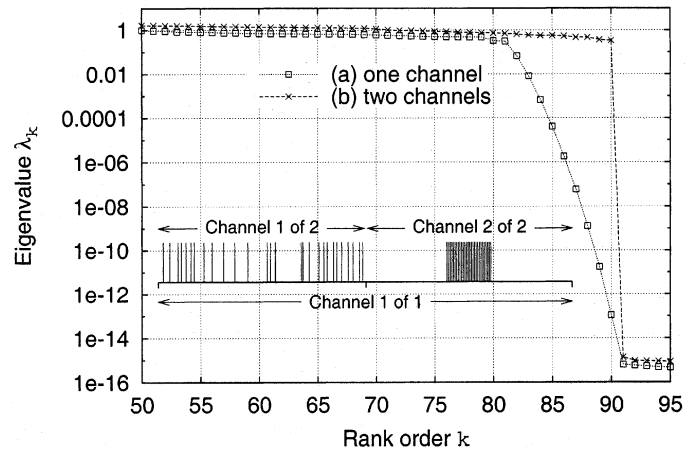 1
0.01
0.0001
1e-06
1e-08
1e-10
1e-12
1e-14
1e-16
Eigenvalue λk
(a) one channel
(b) two channels
Channel 1 of 2
Channel 2 of 2
Channel 1 of 1
50 55 60 65 70 75 80 85 90 95
Rank order k